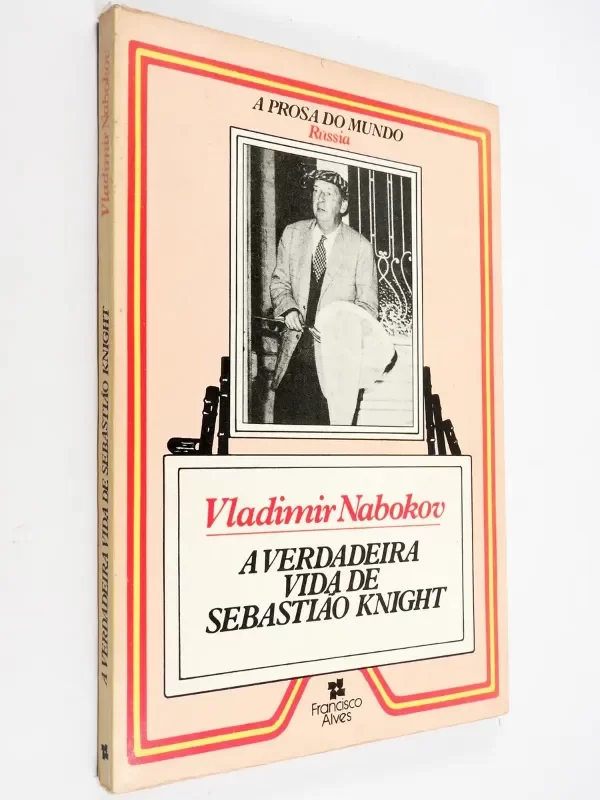 A PROSA DO MUNDO
Rússia
Vladimir Nabokov
A VERDADEIRA
VIDA DE
SEBASTIÃO KNIGHT
Francisco
Alves
Vladimir Nabokov
A VERDADEIRA VIDA DE SEBASTIÃO KNIGHT